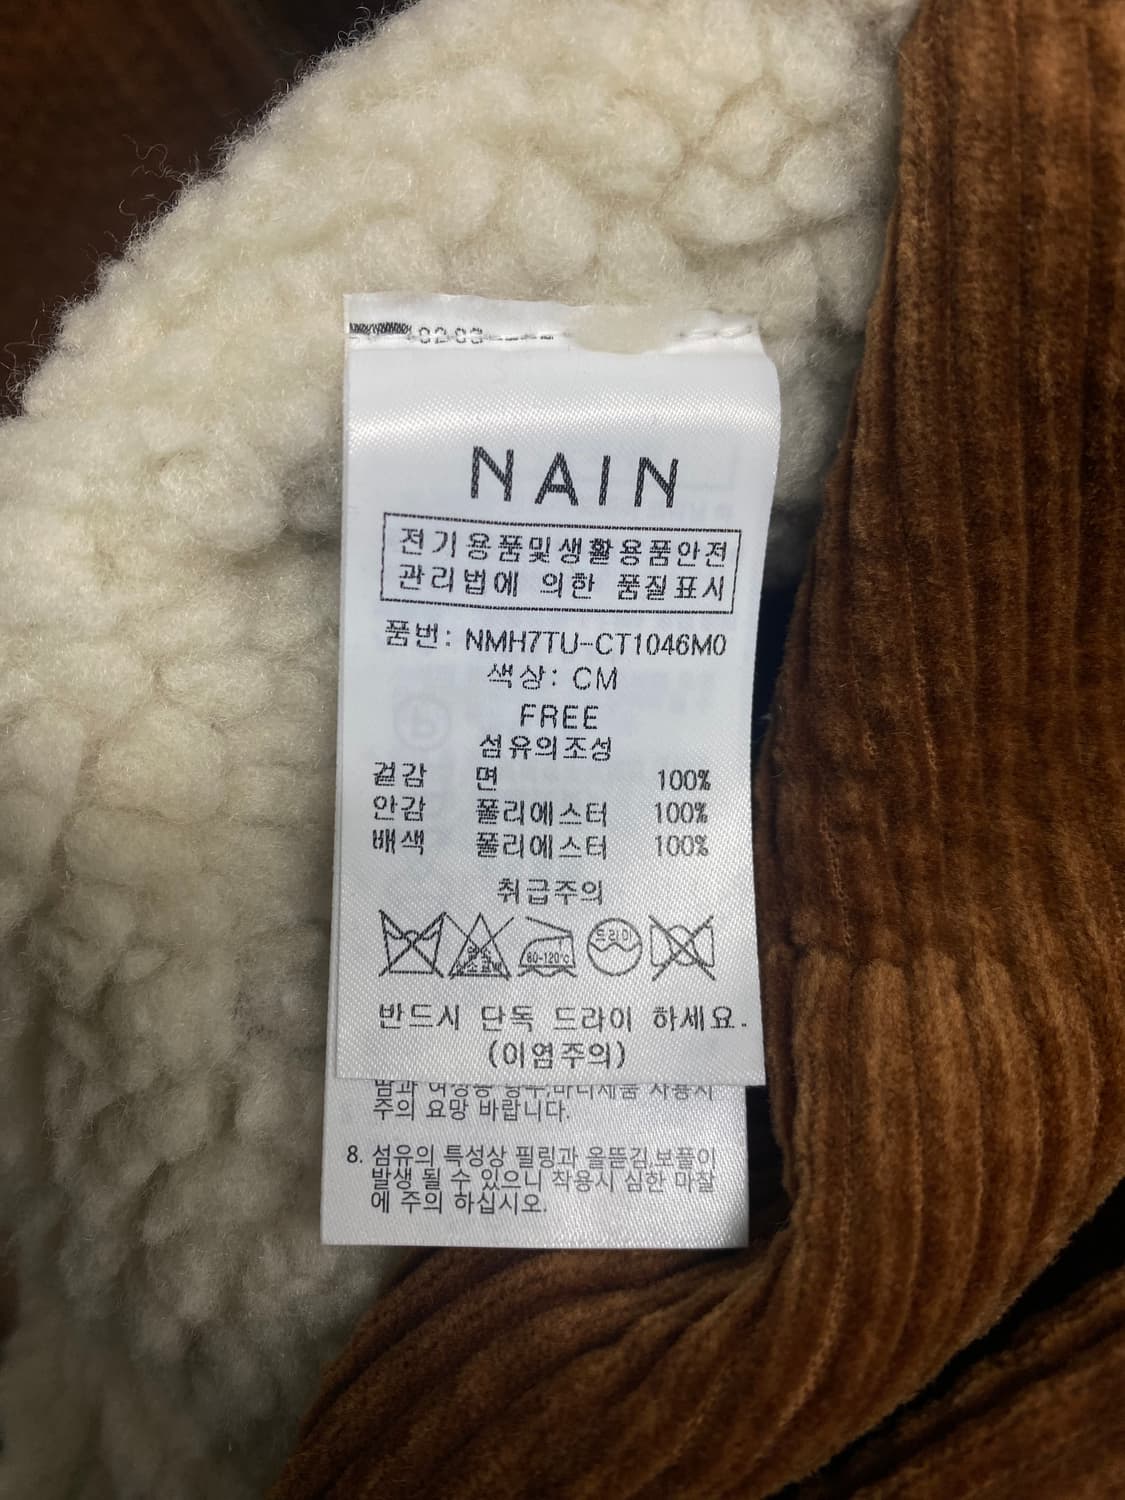 NAIN
전기용품및생활용품안전
관리법에 의한 품질표시
품번: NMH7TU-CT1046M0
색상: CM
FREE
섬유의조성
겉감 면 100%
안감 폴리에스터 100%
배색 폴리에스터 100%
취급주의
80-120℃ 드라이
반드시 단독 드라이 하세요.
(이염주의)
주의 요망 바랍니다.
8. 섬유의 특성상 필링과 올뜯김,보풀이
발생 될 수 있으니 착용시 심한 마찰
에 주의 하십시오.